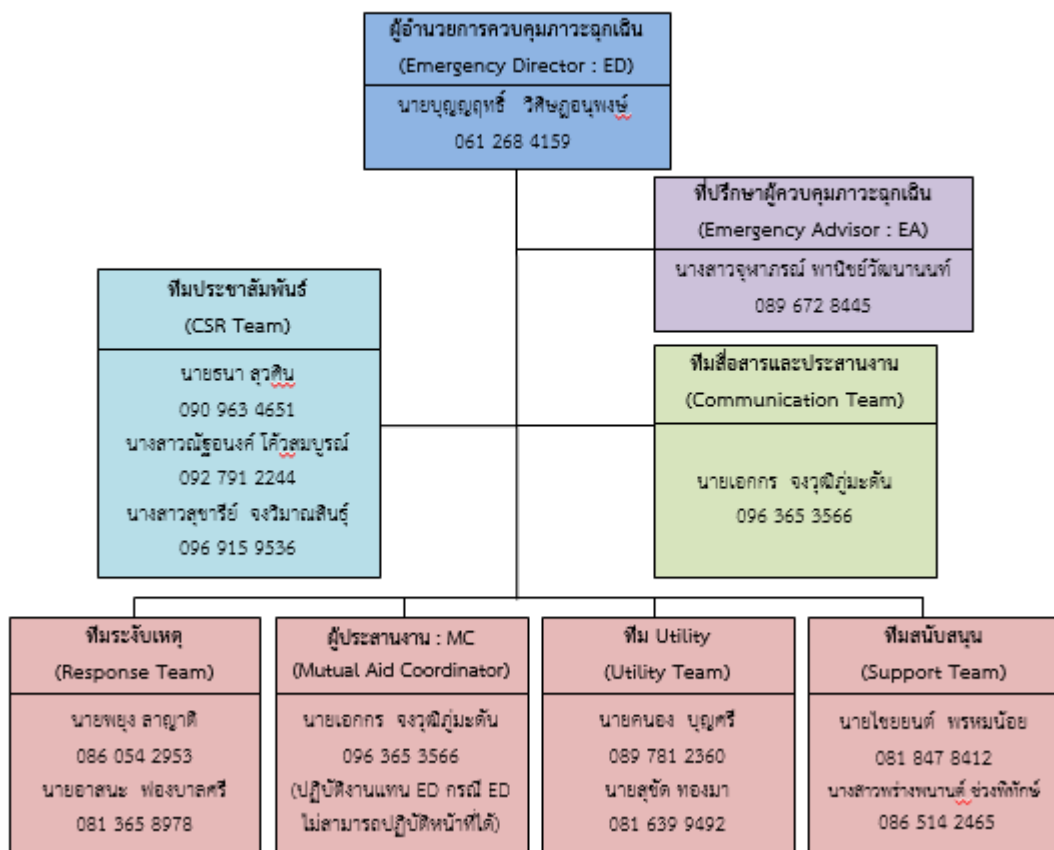 ผู้อำนวยการควบคุมภาวะฉุกเฉิน
(Emergency Director : ED)
นายบุญญฤทธิ์ วิศิษฏอนุพงษ์
061 268 4159
ที่ปรึกษาผู้ควบคุมภาวะฉุกเฉิน
(Emergency Advisor : EA)
นางสาวจุฬาภรณ์ พานิชย์วัฒนานนท์
089 672 8445
ทีมประชาสัมพันธ์
(CSR Team)
นายธนา สุวศิน
090 963 4651
นางสาวณัฐอนงค์ โค้วสมบูรณ์
092 791 2244
นางสาวสุขารีย์ จงวิมาณสินธุ์
096 915 9536
ทีมสื่อสารและประสานงาน
(Communication Team)
นายเอกกร จงวุฒิภู่มะดัน
096 365 3566
ทีมระงับเหตุ
(Response Team)
นายพยุง ลาญาติ
086 054 2953
นายอาสนะ ฟองบาลศรี
081 365 8978
ผู้ประสานงาน : MC
(Mutual Aid Coordinator)
นายเอกกร จงวุฒิภู่มะดัน
096 365 3566
(ปฏิบัติงานแทน ED กรณี ED
ไม่สามารถปฏิบัติหน้าที่ได้)
ทีม Utility
(Utility Team)
นายคนอง บุญศรี
089 781 2360
นายสุขัด ทองมา
081 639 9492
ทีมสนับสนุน
(Support Team)
นายไชยยนต์ พรหมน้อย
081 847 8412
นางสาวพร่างพนานต์ ช่วงพิทักษ์
086 514 2465